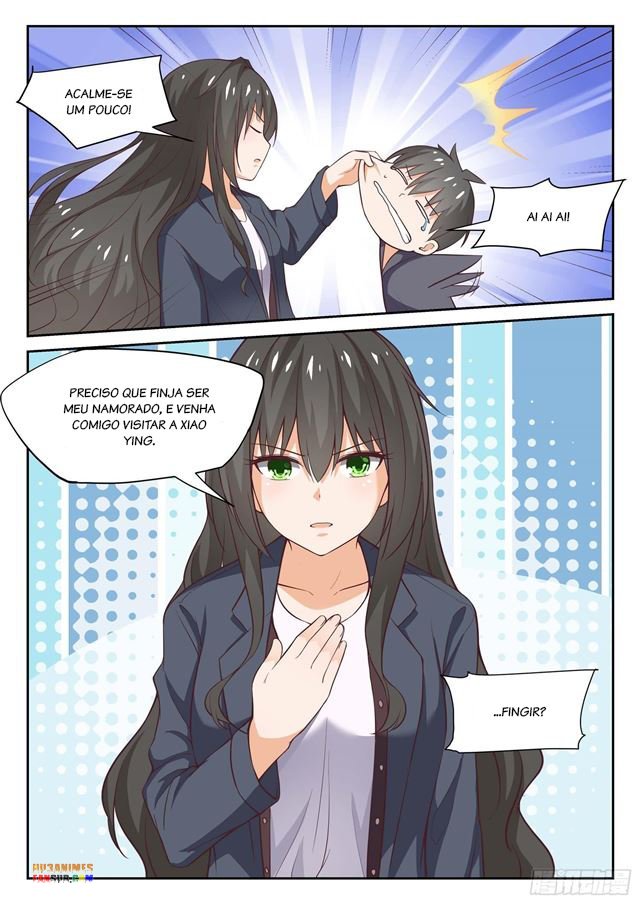 ACALME-SE
UM POUCO!
AI AI AI!
PRECISO QUE FINJA SER
MEU NAMORADO, E VENHA
COMIGO VISITAR A XIAO
YING.
...FINGIR?